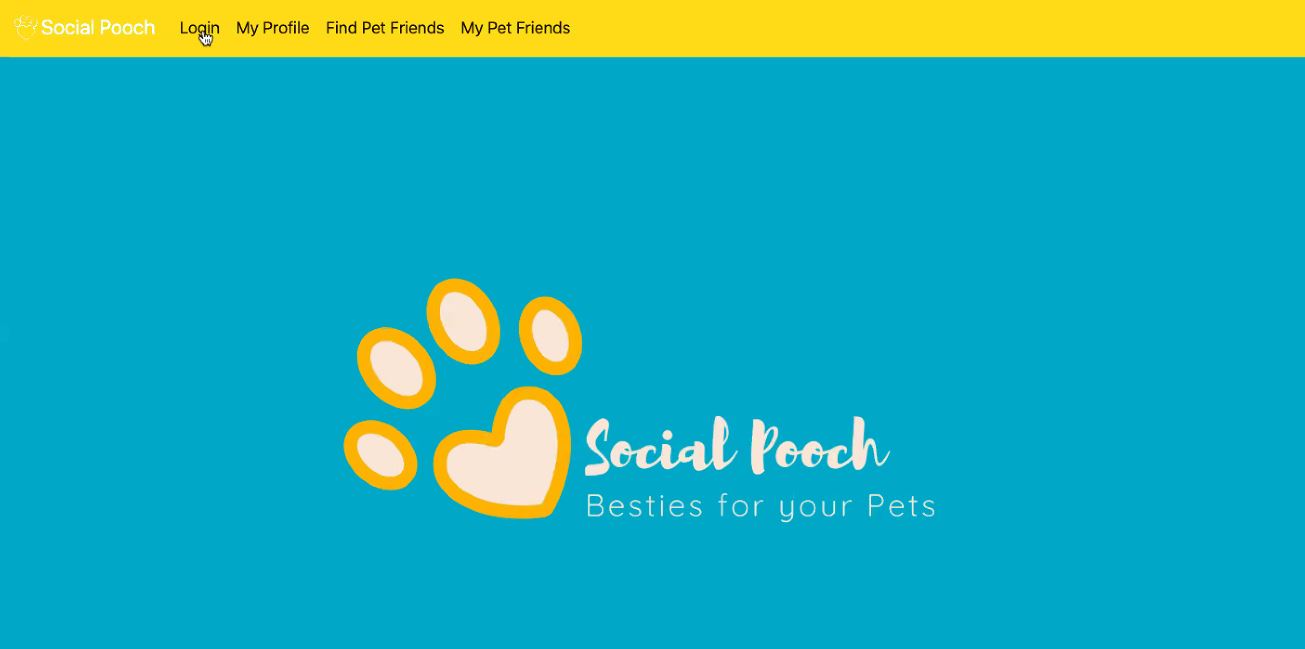 Social Pooch Login My Profile Find Pet Friends My Pet Friends
Social Pooch
Besties for your Pets